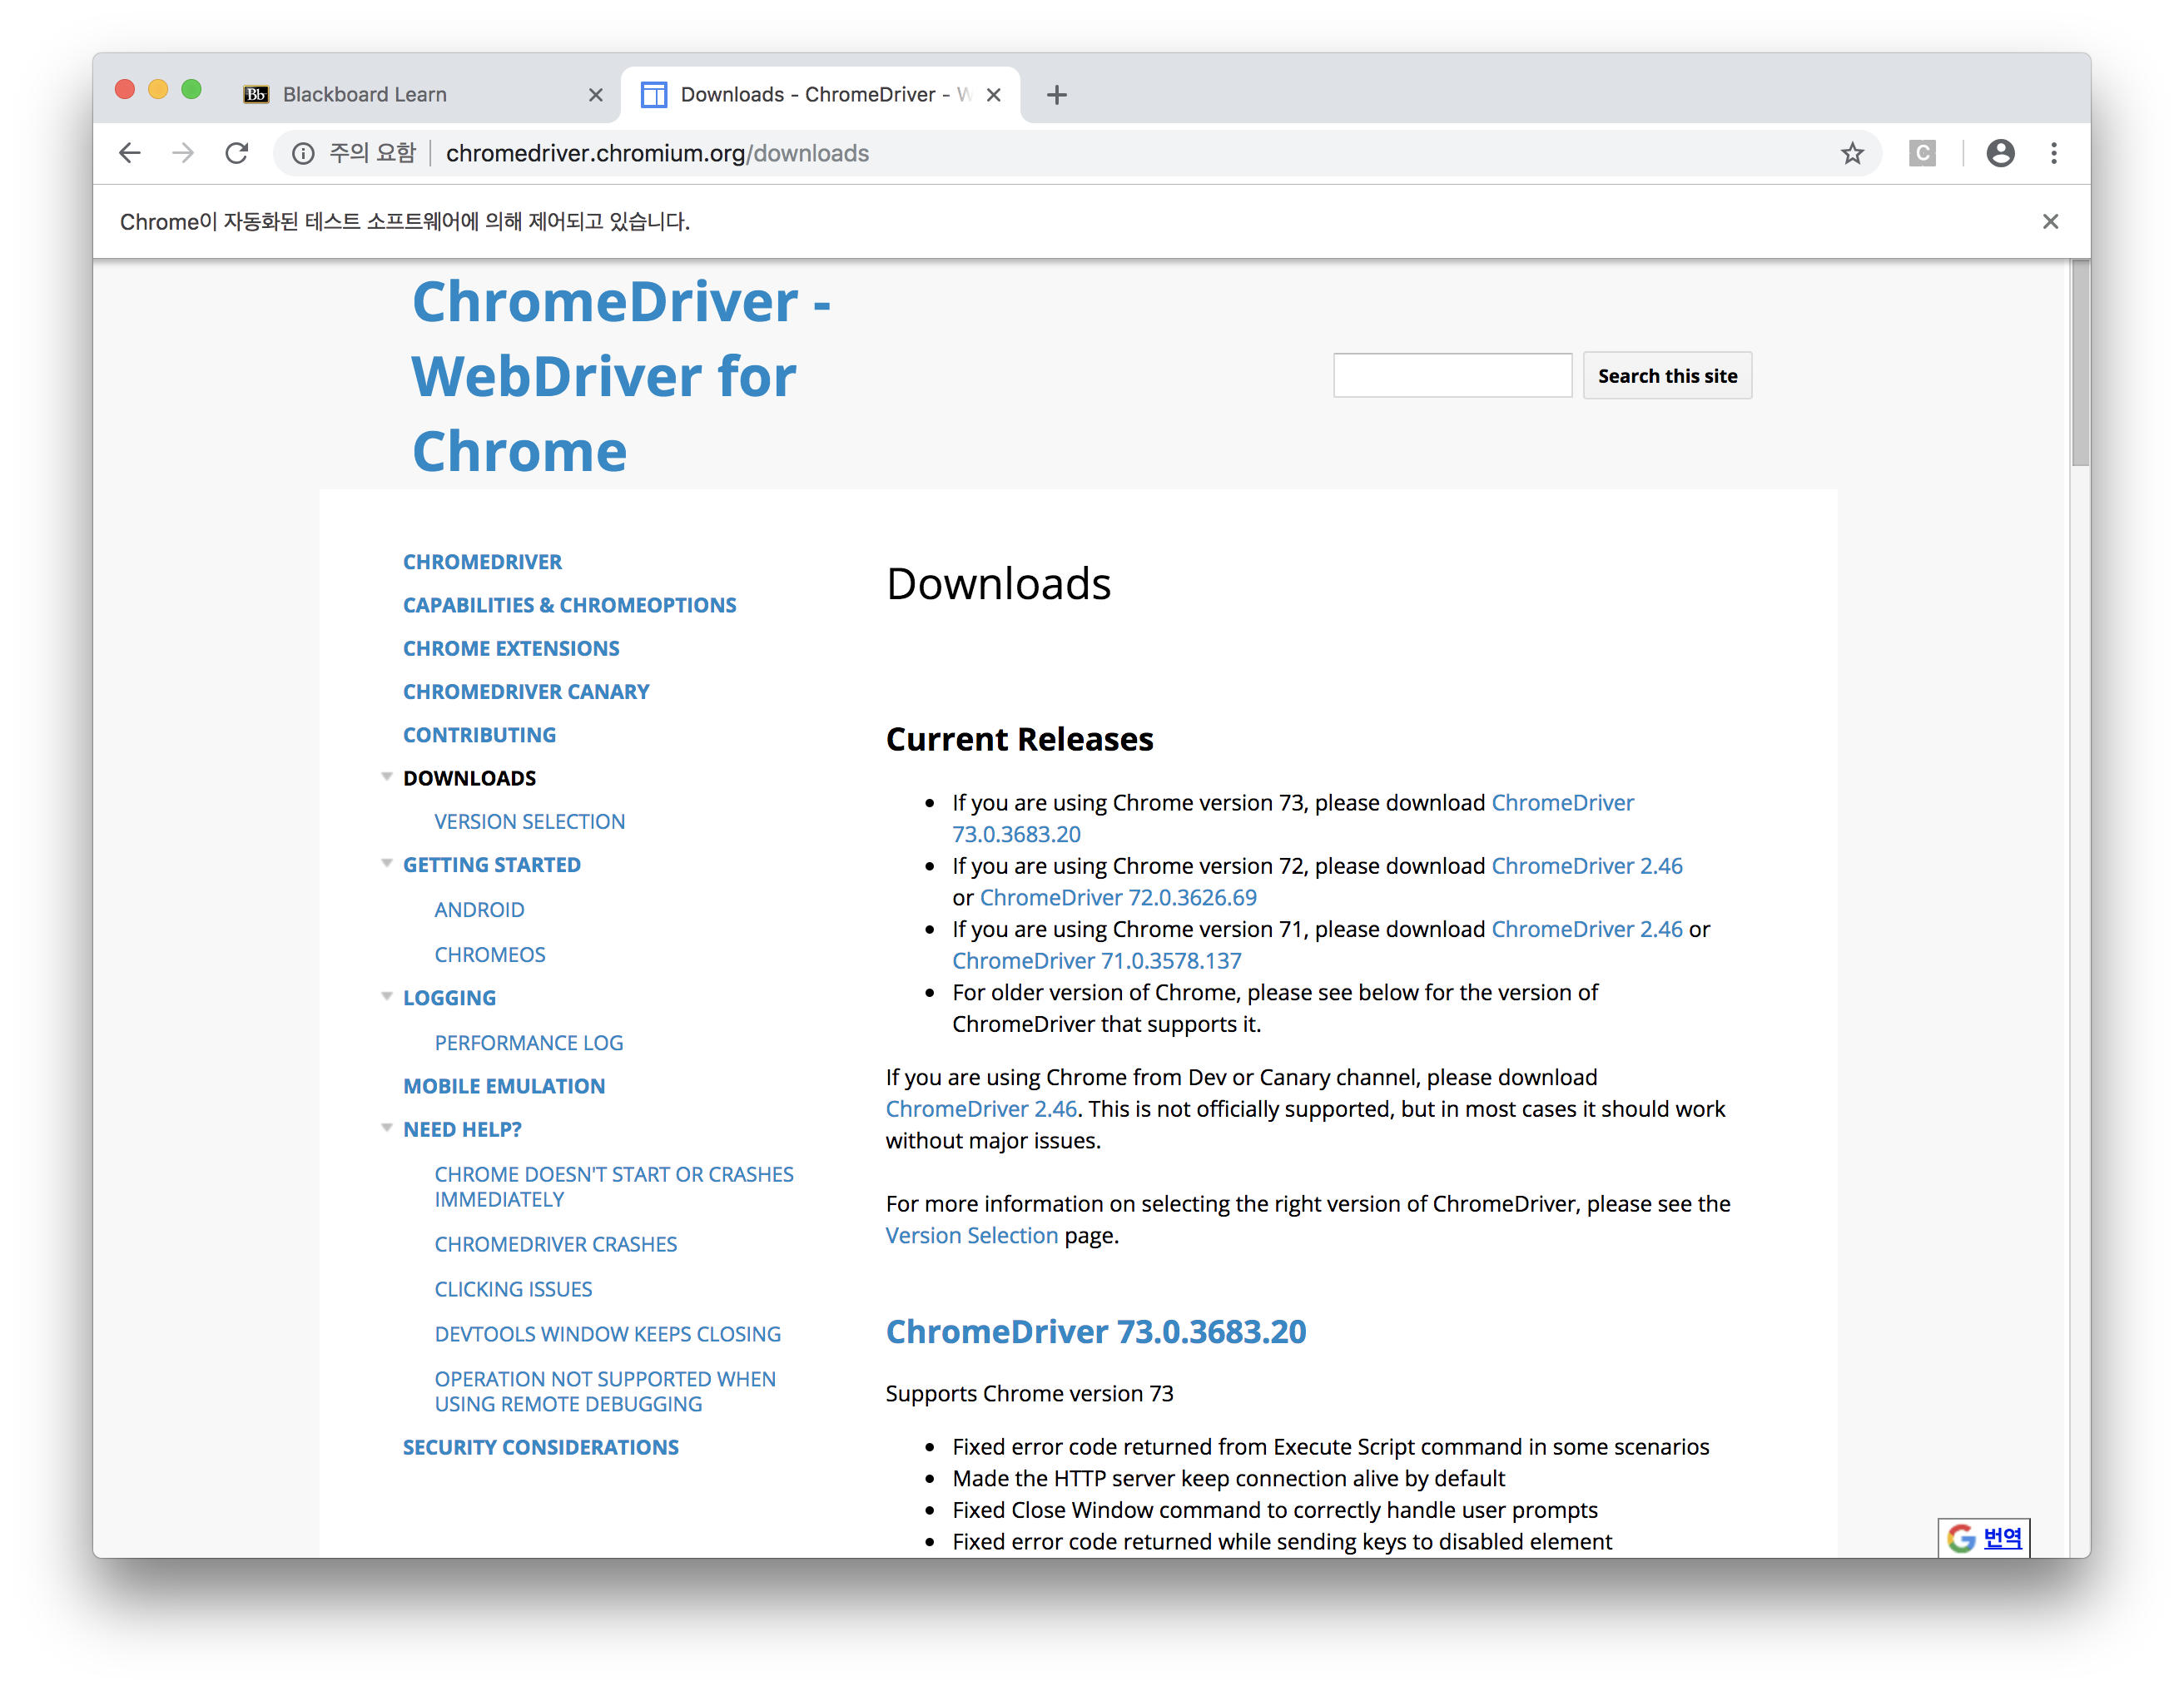 Bb Blackboard Learn
Downloads - ChromeDriver - W
주의 요함 chromedriver.chromium.org/downloads
C
Chrome이 자동화된 테스트 소프트웨어에 의해 제어되고 있습니다.
ChromeDriver -
WebDriver for
Chrome
Search this site
CHROMEDRIVER
CAPABILITIES & CHROMEOPTIONS
CHROME EXTENSIONS
CHROMEDRIVER CANARY
CONTRIBUTING
DOWNLOADS
VERSION SELECTION
GETTING STARTED
ANDROID
CHROMEOS
LOGGING
PERFORMANCE LOG
MOBILE EMULATION
NEED HELP?
CHROME DOESN'T START OR CRASHES
IMMEDIATELY
CHROMEDRIVER CRASHES
CLICKING ISSUES
DEVTOOLS WINDOW KEEPS CLOSING
OPERATION NOT SUPPORTED WHEN
USING REMOTE DEBUGGING
SECURITY CONSIDERATIONS
Downloads
Current Releases
If you are using Chrome version 73, please download ChromeDriver
73.0.3683.20
If you are using Chrome version 72, please download ChromeDriver 2.46
or ChromeDriver 72.0.3626.69
If you are using Chrome version 71, please download ChromeDriver 2.46 or
ChromeDriver 71.0.3578.137
For older version of Chrome, please see below for the version of
ChromeDriver that supports it.
If you are using Chrome from Dev or Canary channel, please download
ChromeDriver 2.46. This is not officially supported, but in most cases it should work
without major issues.
For more information on selecting the right version of ChromeDriver, please see the
Version Selection page.
ChromeDriver 73.0.3683.20
Supports Chrome version 73
Fixed error code returned from Execute Script command in some scenarios
Made the HTTP server keep connection alive by default
Fixed Close Window command to correctly handle user prompts
Fixed error code returned while sending keys to disabled element
G 번역